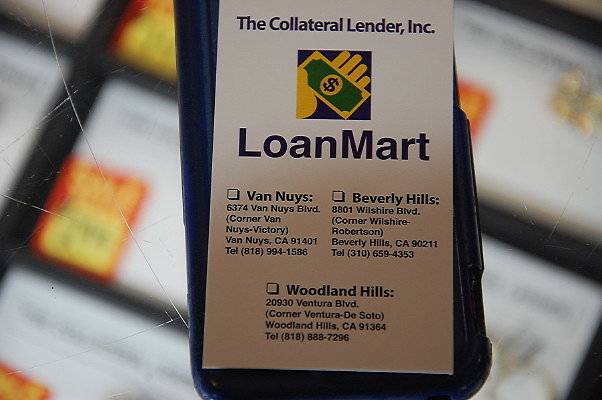 The Collateral Lender, Inc.
$
LoanMart
Van Nuys:
6374 Van Nuys Blvd.
(Corner Van
Nuys-Victory)
Van Nuys, CA 91401
Tel (818) 994-1586
Beverly Hills:
8801 Wilshire Blvd.
(Corner Wilshire-
Robertson)
Beverly Hills, CA 90211
Tel (310) 659-4353
Woodland Hills:
20930 Ventura Blvd.
(Corner Ventura-De Soto)
Woodland Hills, CA 91364
Tel (818) 888-7296